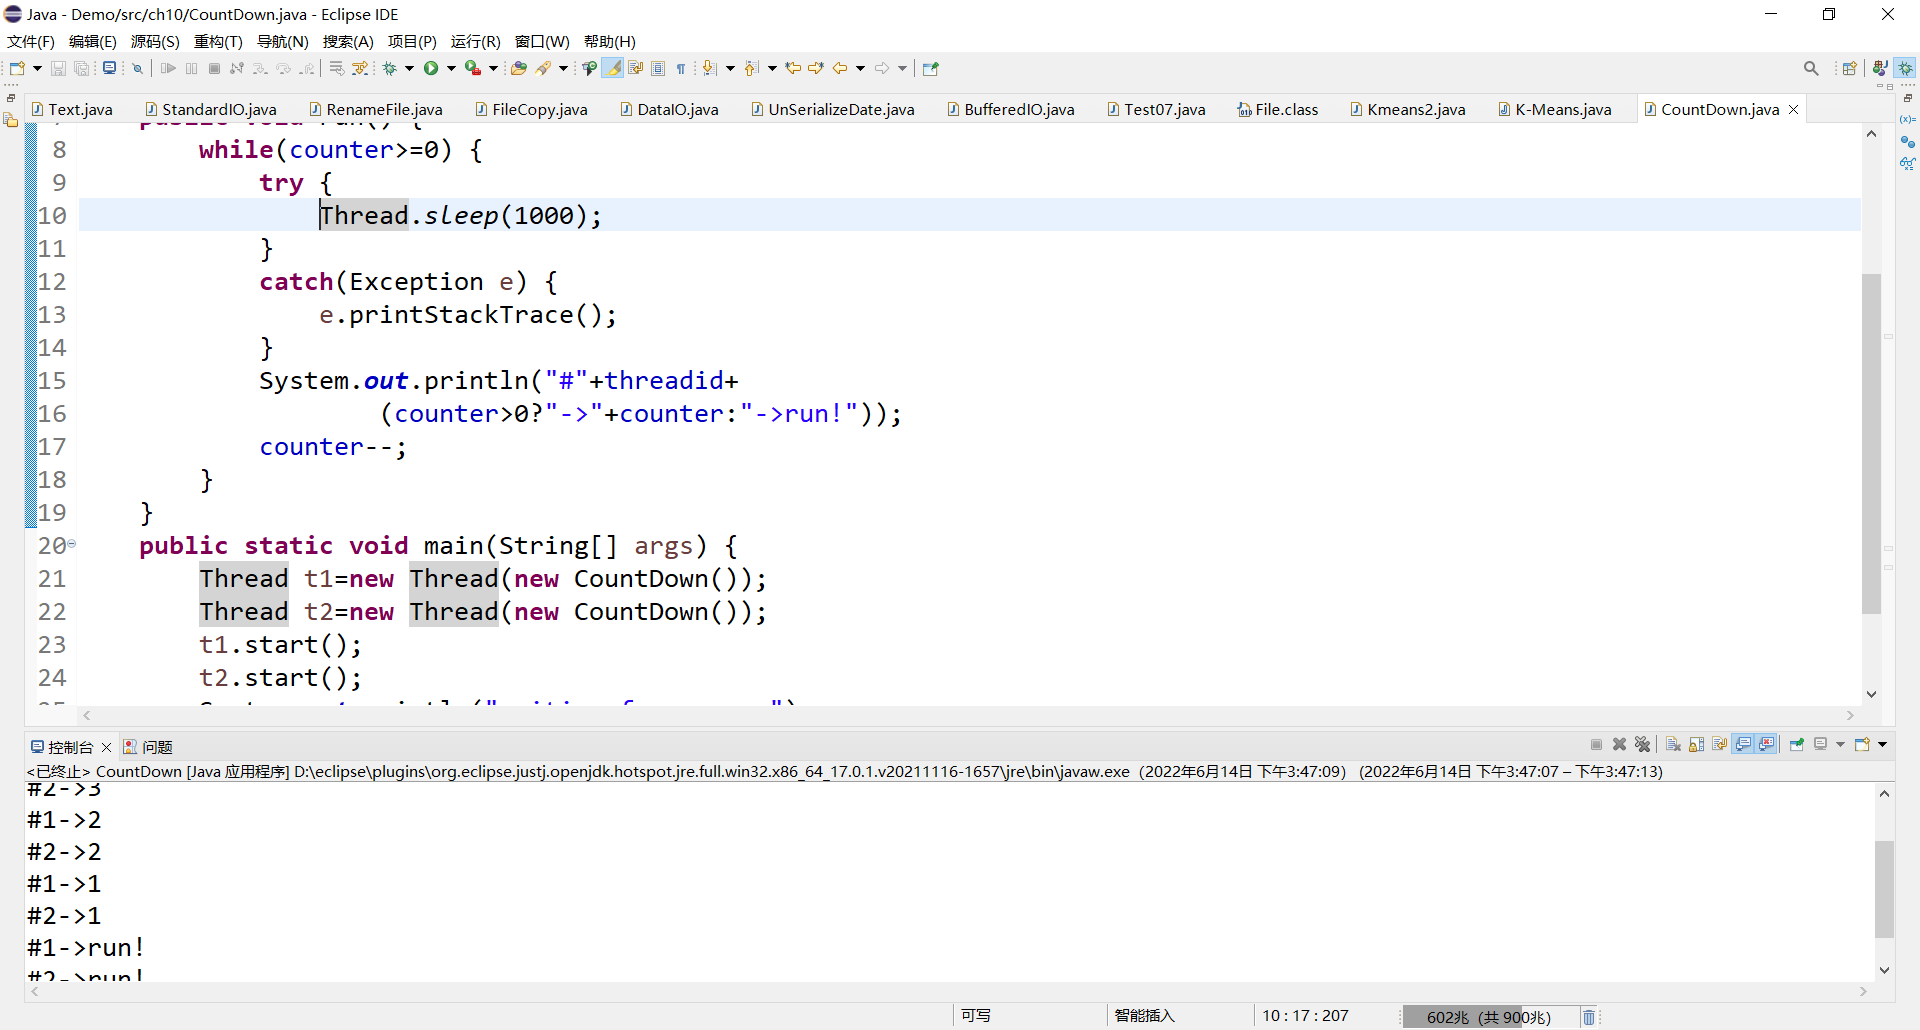 Java - Demo/src/ch10/CountDown.java - Eclipse IDE
文件(F) 编辑(E) 源码(S) 重构(T) 导航(N) 搜索(A) 项目(P) 运行(R) 窗口(W) 帮助(H)
Text.java StandardIO.java RenameFile.java FileCopy.java DataIO.java UnSerializeDate.java BufferedIO.java Test07.java File.class Kmeans2.java K-Means.java CountDown.java
public void run() {
8 while(counter>=0) {
9 try {
10 Thread.sleep(1000);
11 }
12 catch(Exception e) {
13 e.printStackTrace();
14 }
15 System.out.println("#"+threadid+
16 (counter>0?"->"+counter:"->run!"));
17 counter--;
18 }
19 }
20 public static void main(String[] args) {
21 Thread t1=new Thread(new CountDown());
22 Thread t2=new Thread(new CountDown());
23 t1.start();
24 t2.start();
控制台 问题
<已终止> CountDown [Java 应用程序] D:\eclipse\plugins\org.eclipse.justj.openjdk.hotspot.jre.full.win32.x86_64_17.0.1.v20211116-1657\jre\bin\javaw.exe (2022年6月14日 下午3:47:09) (2022年6月14日 下午3:47:07 – 下午3:47:13)
#2->3
#1->2
#2->2
#1->1
#2->1
#1->run!
#2->run!
可写 智能插入 10 : 17 : 207 602兆 (共 900兆)